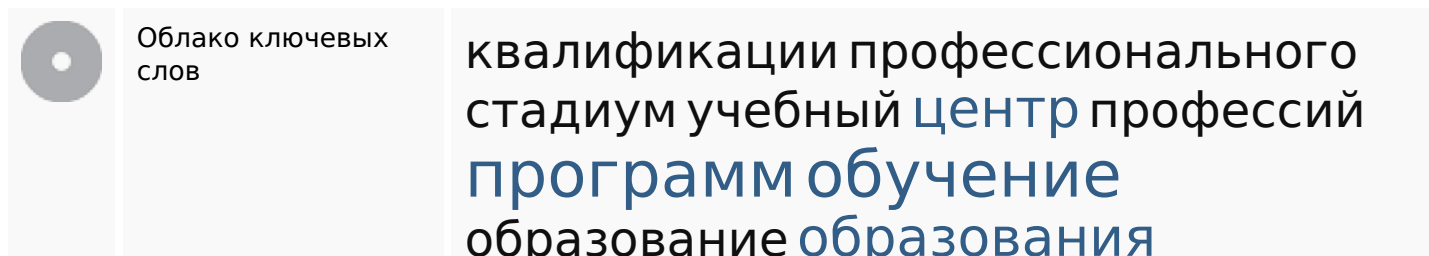 Облако ключевых
слов
квалификации профессионального
стадиум учебный центр профессий
программ обучение
образование образования